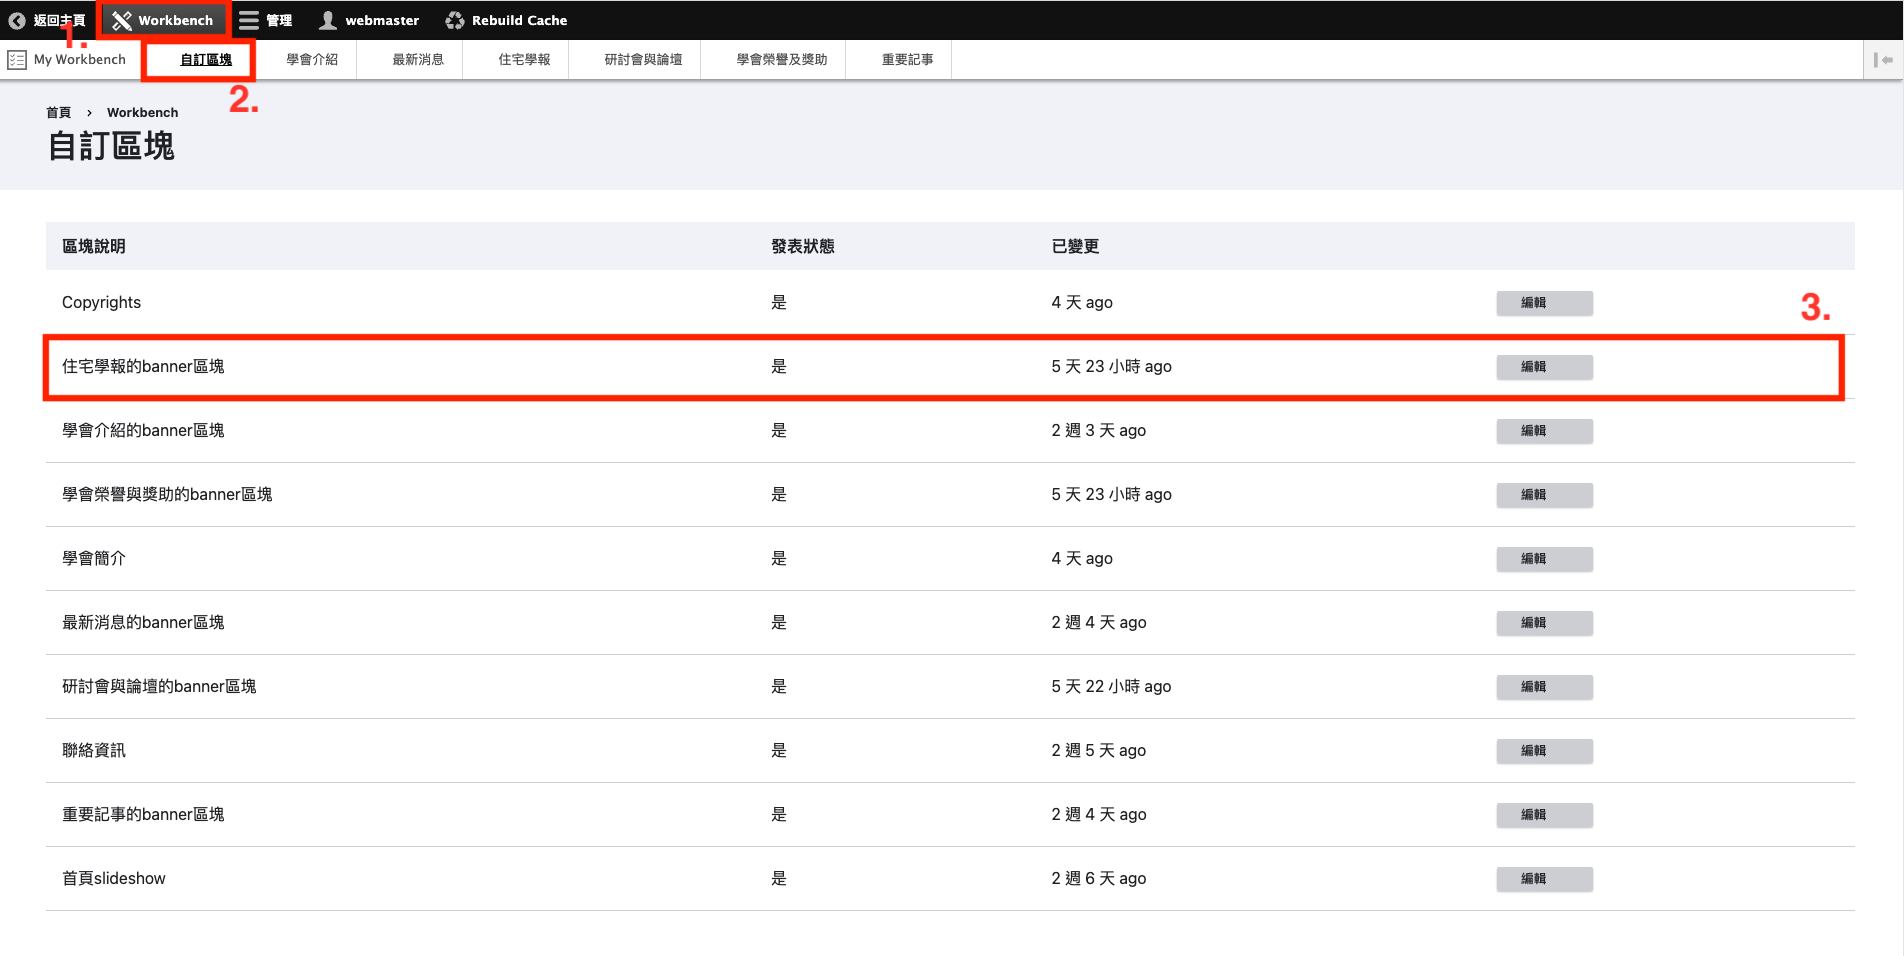 返回主頁 Workbench 管理 webmaster Rebuild Cache
1.
My Workbench 自訂區塊 學會介紹 最新消息 住宅學報 研討會與論壇 學會榮譽及獎助 重要記事
2.
首頁 › Workbench
自訂區塊
區塊說明 發表狀態 已變更
Copyrights 是 4 天 ago 編輯
3.
住宅學報的banner區塊 是 5 天 23 小時 ago 編輯
學會介紹的banner區塊 是 2 週 3 天 ago 編輯
學會榮譽與獎助的banner區塊 是 5 天 23 小時 ago 編輯
學會簡介 是 4 天 ago 編輯
最新消息的banner區塊 是 2 週 4 天 ago 編輯
研討會與論壇的banner區塊 是 5 天 22 小時 ago 編輯
聯絡資訊 是 2 週 5 天 ago 編輯
重要記事的banner區塊 是 2 週 4 天 ago 編輯
首頁slideshow 是 2 週 6 天 ago 編輯